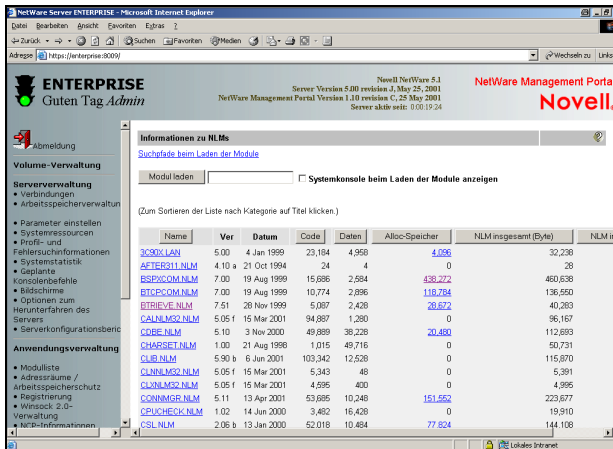 NetWare Server ENTERPRISE - Microsoft Internet Explorer
Datei Bearbeiten Ansicht Favoriten Extras ?
Zurück Suchen Favoriten Medien
Adresse https://enterprise:8009/ Wechseln zu Links
ENTERPRISE
Guten Tag Admin
Novell NetWare 5.1
Server Version 5.00 revision J, May 25, 2001
NetWare Management Portal Version 1.10 revision C, 25 May 2001
Server aktiv seit: 0:00:19:24
NetWare Management Porta
Novell.
Abmeldung
Volume-Verwaltung
Serververwaltung
• Verbindungen
• Arbeitsspeicherverwaltun
• Parameter einstellen
• Systemressourcen
• Profil- und
Fehlersuchinformationen
• Systemstatistik
• Geplante
Konsolenbefehle
• Bildschirme
• Optionen zum
Herunterfahren des
Servers
• Serverkonfigurationsberic
Anwendungsverwaltung
• Modulliste
• Adressräume /
Arbeitsspeicherschutz
• Registrierung
• Winsock 2.0-
Verwaltung
• NCP-Informationen
Informationen zu NLMs
Suchpfade beim Laden der Module
Modul laden Systemkonsole beim Laden der Module anzeigen
(Zum Sortieren der Liste nach Kategorie auf Titel klicken.)
Name Ver Datum Code Daten Alloc-Speicher NLM insgesamt (Byte) NLM i
3C90X.LAN 5.00 4 Jan 1999 23,184 4,958 4,096 32,238
AFTER311.NLM 4.10 a 21 Oct 1994 24 4 0 28
BSPXCOM.NLM 7.00 19 Aug 1999 15,686 2,584 438,272 460,638
BTCPCOM.NLM 7.00 19 Aug 1999 10,774 2,896 118,784 136,550
BTRIEVE.NLM 7.51 28 Nov 1999 5,087 2,428 28,672 40,283
CALNLM32.NLM 5.05 f 15 Mar 2001 94,887 1,280 0 96,167
CDBE.NLM 5.10 3 Nov 2000 49,889 38,228 20,480 112,693
CHARSET.NLM 1.00 21 Aug 1998 1,015 49,716 0 50,731
CLIB.NLM 5.90 b 6 Jun 2001 103,342 12,528 0 115,870
CLNNLM32.NLM 5.05 f 15 Mar 2001 5,343 48 0 5,391
CLXNLM32.NLM 5.05 f 15 Mar 2001 4,595 400 0 4,995
CONNMGR.NLM 5.11 13 Apr 2001 53,685 10,248 151,552 223,677
CPUCHECK.NLM 1.02 14 Jun 2000 3,482 16,428 0 19,910
CSL.NLM 2.06 b 13 Jan 2000 52,018 10,484 77,824 144,108
Lokales Intranet